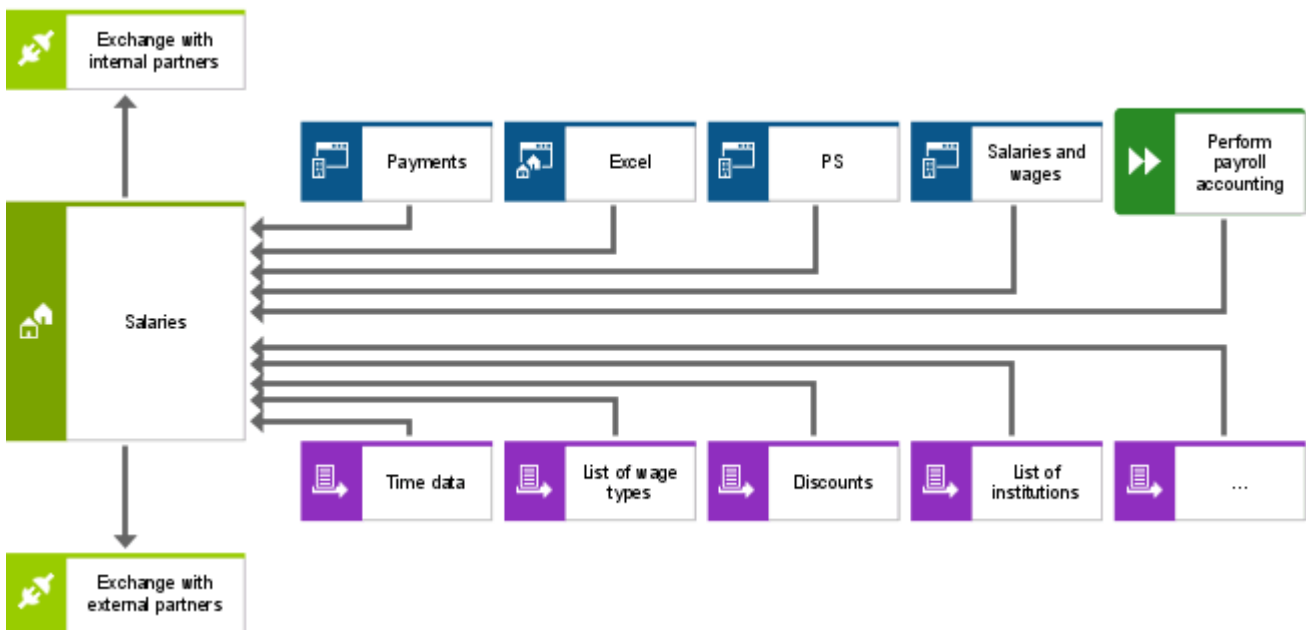 Exchange with
internal partners
Payments
Excel
PS
Salaries and
wages
Perform
payroll
accounting
Salaries
Time data
List of wage
types
Discounts
List of
institutions
...
Exchange with
external partners